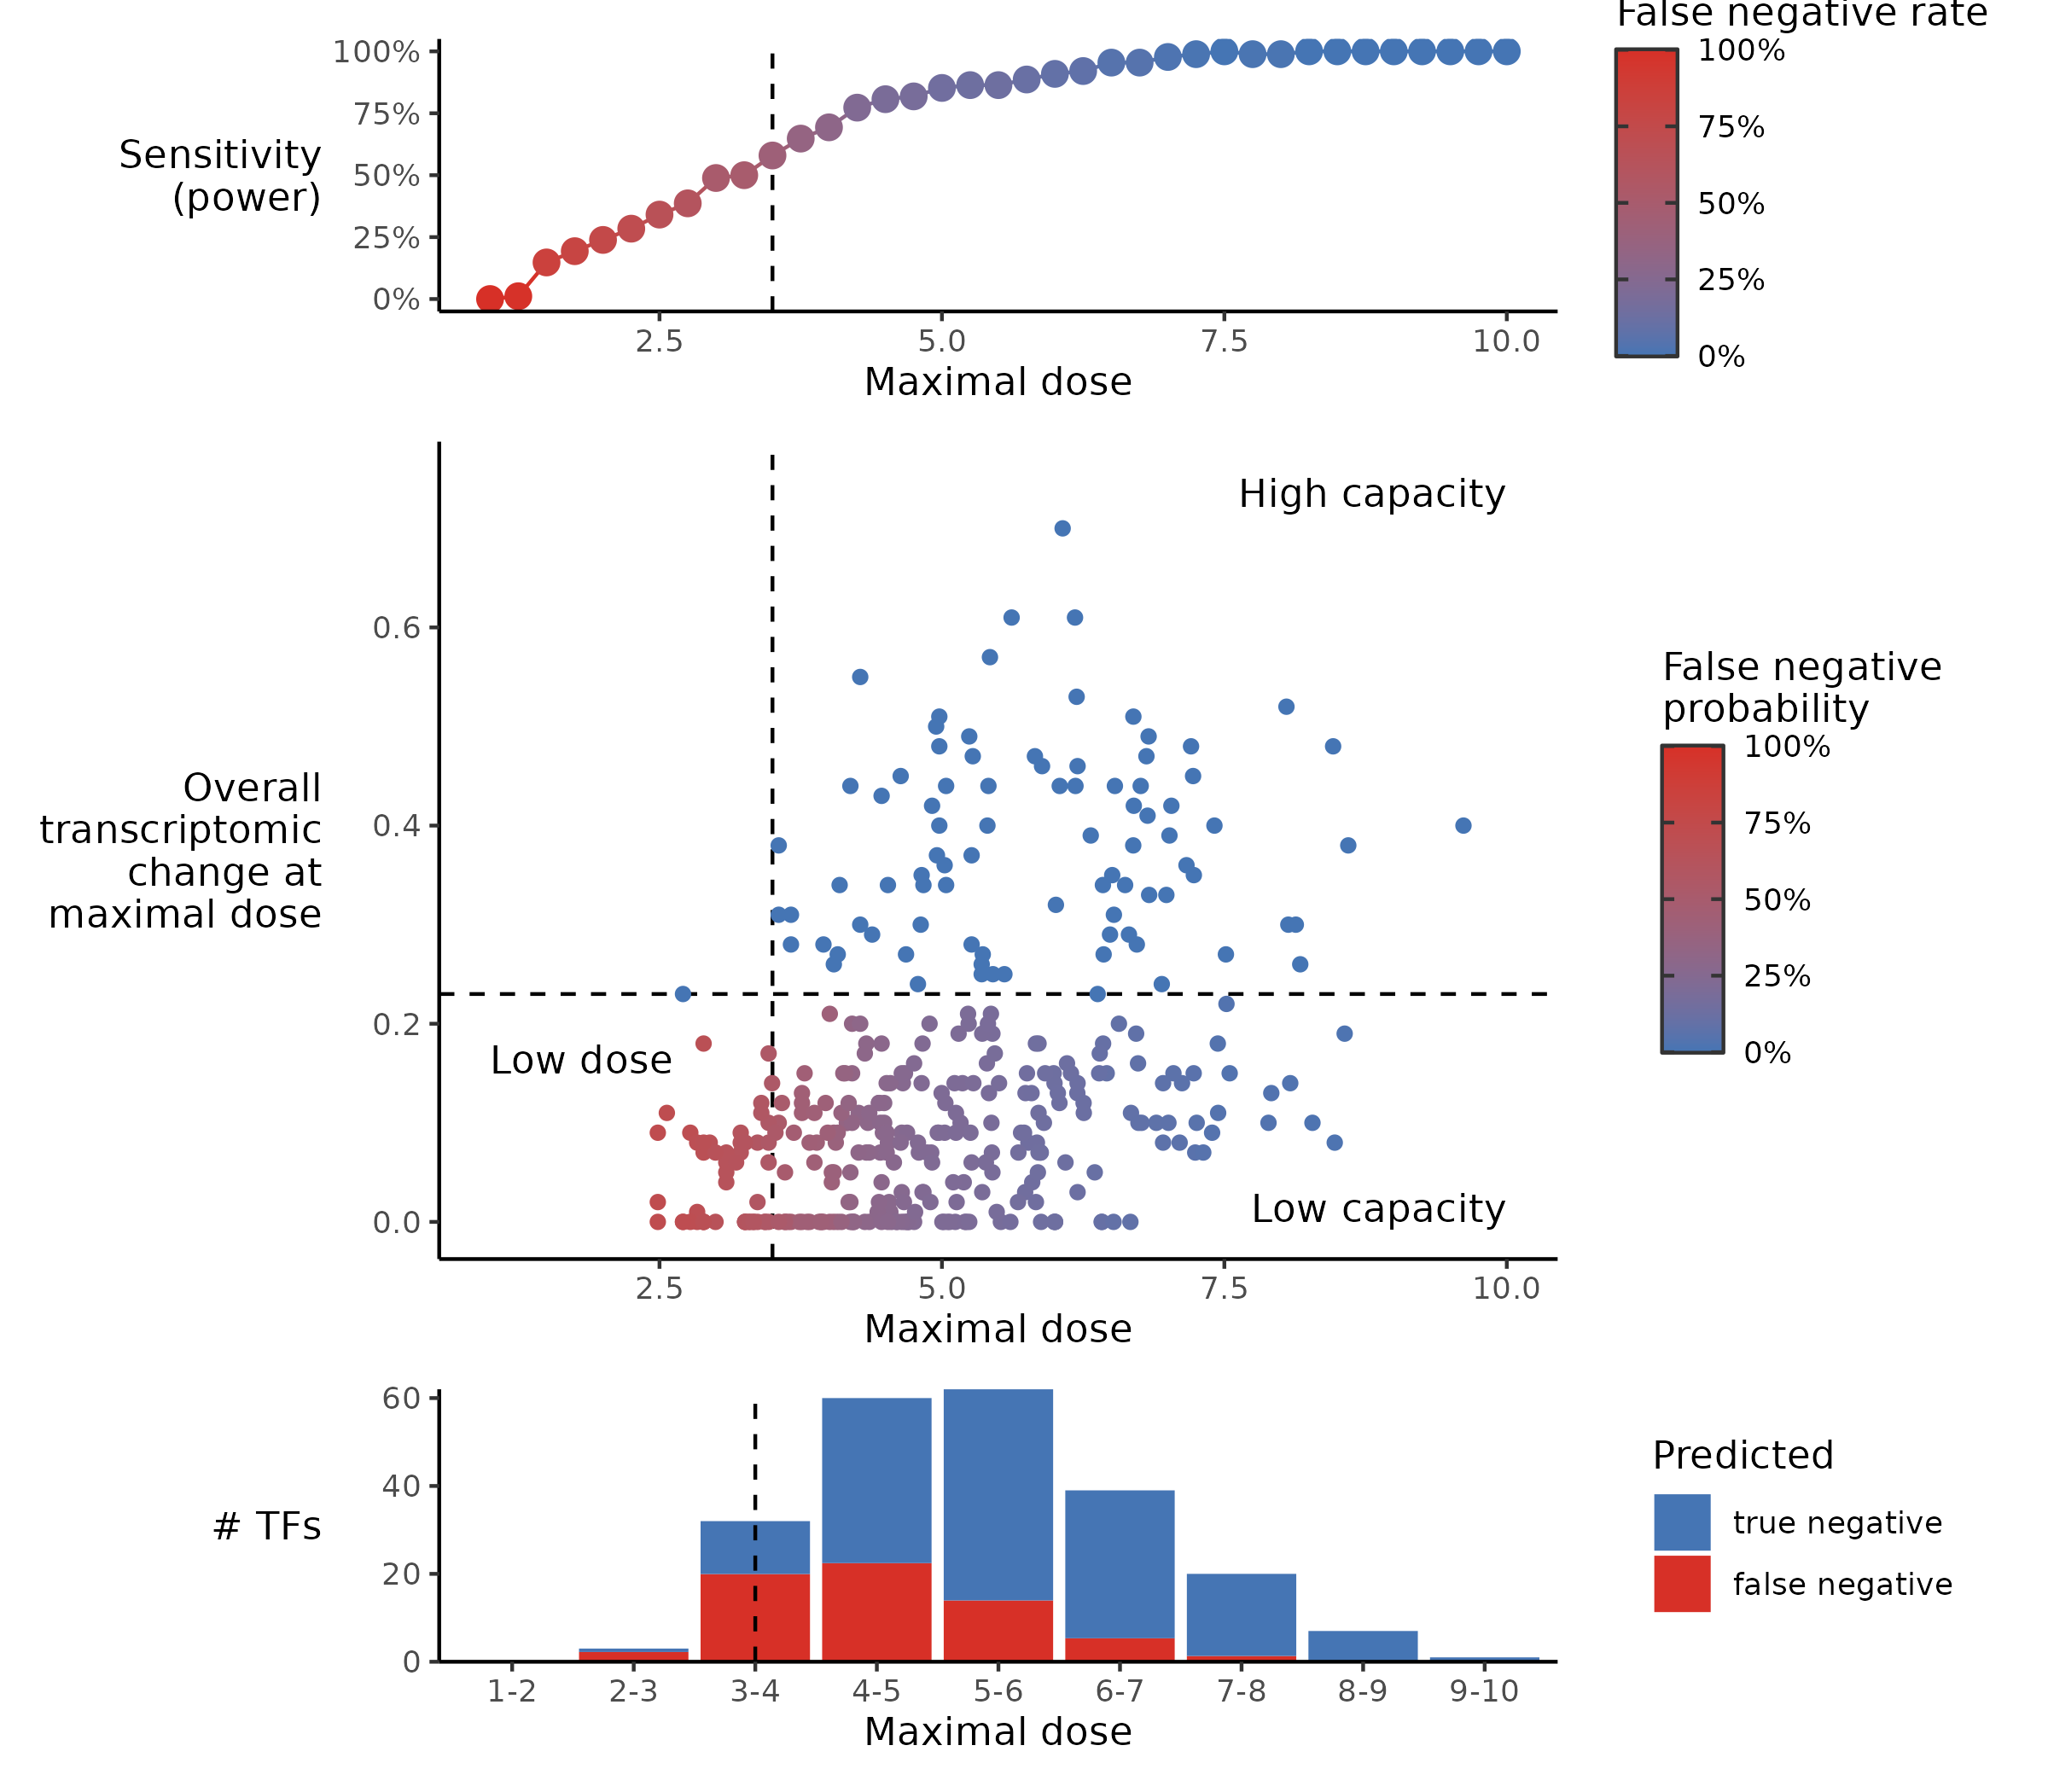 False negative rate
100%
75%
50%
25%
0%
Sensitivity
(power)
100%
75%
50%
25%
0%
2.5
5.0
7.5
10.0
Maximal dose
Overall
transcriptomic
change at
maximal dose
0.6
0.4
0.2
0.0
High capacity
Low dose
Low capacity
2.5
5.0
7.5
10.0
Maximal dose
False negative
probability
100%
75%
50%
25%
0%
# TFs
60
40
20
0
1-2
2-3
3-4
4-5
5-6
6-7
7-8
8-9
9-10
Maximal dose
Predicted
true negative
false negative